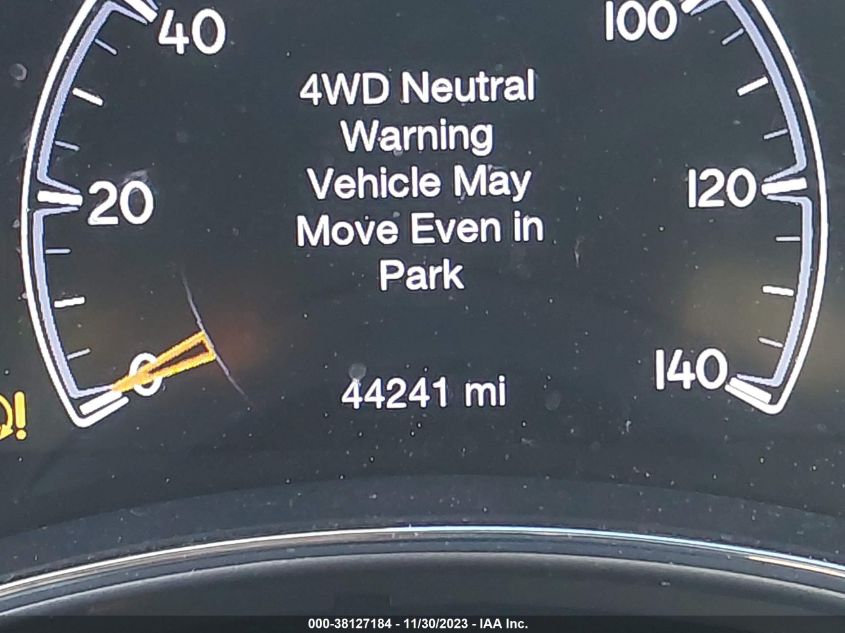 40
100
4WD Neutral
Warning
Vehicle May
Move Even in
Park
20
120
0
140
44241 mi
!
000-38127184 - 11/30/2023 - IAA Inc.